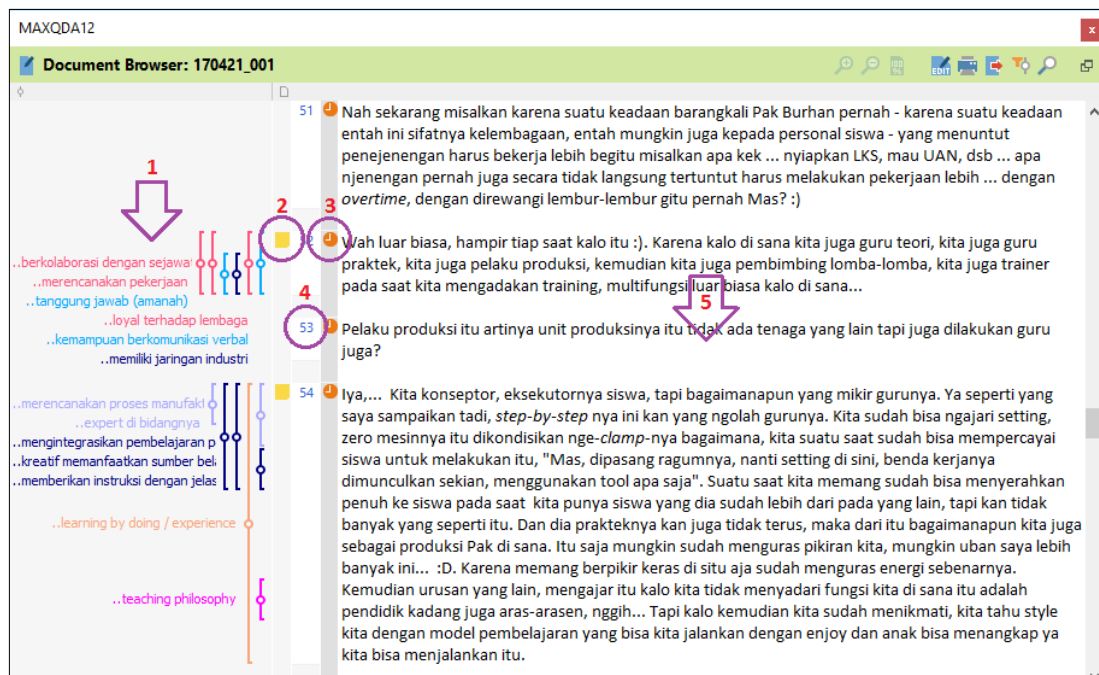 MAXQDA12
x
Document Browser: 170421_001
EDIT
51
Nah sekarang misalkan karena suatu keadaan barangkali Pak Burhan pernah - karena suatu keadaan
entah ini sifatnya kelembagaan, entah mungkin juga kepada personal siswa - yang menuntut
penejenengan harus bekerja lebih begitu misalkan apa kek ... nyiapkan LKS, mau UAN, dsb ... apa
njenengan pernah juga secara tidak langsung tertuntut harus melakukan pekerjaan lebih ... dengan
overtime, dengan direwangi lembur-lembur gitu pernah Mas? :)
1
2
3
Wah luar biasa, hampir tiap saat kalo itu :). Karena kalo di sana kita juga guru teori, kita juga guru
praktek, kita juga pelaku produksi, kemudian kita juga pembimbing lomba-lomba, kita juga trainer
pada saat kita mengadakan training, multifungsi luar biasa kalo di sana...
..berkolaborasi dengan sejawat
..merencanakan pekerjaan
..tanggung jawab (amanah)
..loyal terhadap lembaga
..kemampuan berkomunikasi verbal
..memiliki jaringan industri
4
5
53
Pelaku produksi itu artinya unit produksinya itu tidak ada tenaga yang lain tapi juga dilakukan guru
juga?
54
Iya,... Kita konseptor, eksekutornya siswa, tapi bagaimanapun yang mikir gurunya. Ya seperti yang
saya sampaikan tadi, step-by-step nya ini kan yang ngolah gurunya. Kita sudah bisa ngajari setting,
zero mesinnya itu dikondisikan nge-clamp-nya bagaimana, kita suatu saat sudah bisa mempercayai
siswa untuk melakukan itu, "Mas, dipasang ragumnya, nanti setting di sini, benda kerjanya
dimunculkan sekian, menggunakan tool apa saja". Suatu saat kita memang sudah bisa menyerahkan
penuh ke siswa pada saat kita punya siswa yang dia sudah lebih dari pada yang lain, tapi kan tidak
banyak yang seperti itu. Dan dia prakteknya kan juga tidak terus, maka dari itu bagaimanapun kita juga
sebagai produksi Pak di sana. Itu saja mungkin sudah menguras pikiran kita, mungkin uban saya lebih
banyak ini... :D. Karena memang berpikir keras di situ aja sudah menguras energi sebenarnya.
Kemudian urusan yang lain, mengajar itu kalo kita tidak menyadari fungsi kita di sana itu adalah
pendidik kadang juga aras-arasen, nggih... Tapi kalo kemudian kita sudah menikmati, kita tahu style
kita dengan model pembelajaran yang bisa kita jalankan dengan enjoy dan anak bisa menangkap ya
kita bisa menjalankan itu.
..merencanakan proses manufakt
..expert di bidangnya
..mengintegrasikan pembelajaran p
..kreatif memanfaatkan sumber bela
..memberikan instruksi dengan jelas
..learning by doing / experience
..teaching philosophy